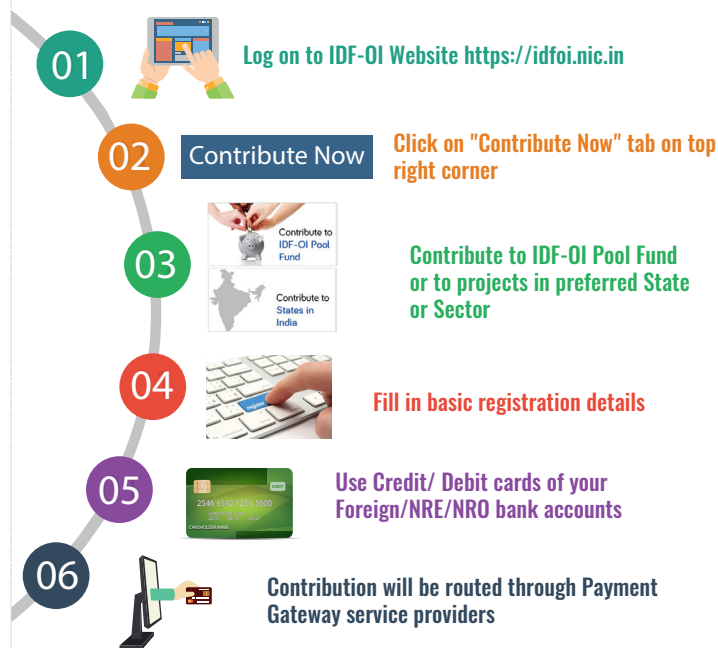 01
Log on to IDF-OI Website https://idfoi.nic.in
02
Contribute Now
Click on "Contribute Now" tab on top
right corner
03
Contribute to
IDF-OI Pool
Fund
Contribute to
States in
India
Contribute to IDF-OI Pool Fund
or to projects in preferred State
or Sector
04
register
Fill in basic registration details
05
DEBIT
CARDHOLDER NAME
Use Credit/ Debit cards of your
Foreign/NRE/NRO bank accounts
06
Contribution will be routed through Payment
Gateway service providers